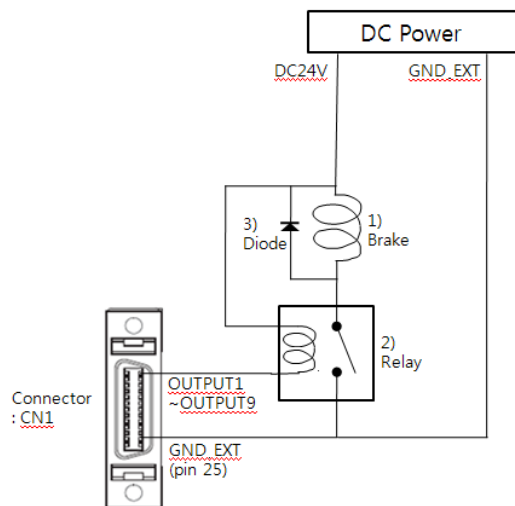 DC Power
DC24V
GND_EXT
1)
Brake
3)
Diode
2)
Relay
Connector
: CN1
OUTPUT1
~OUTPUT9
GND_EXT
(pin 25)